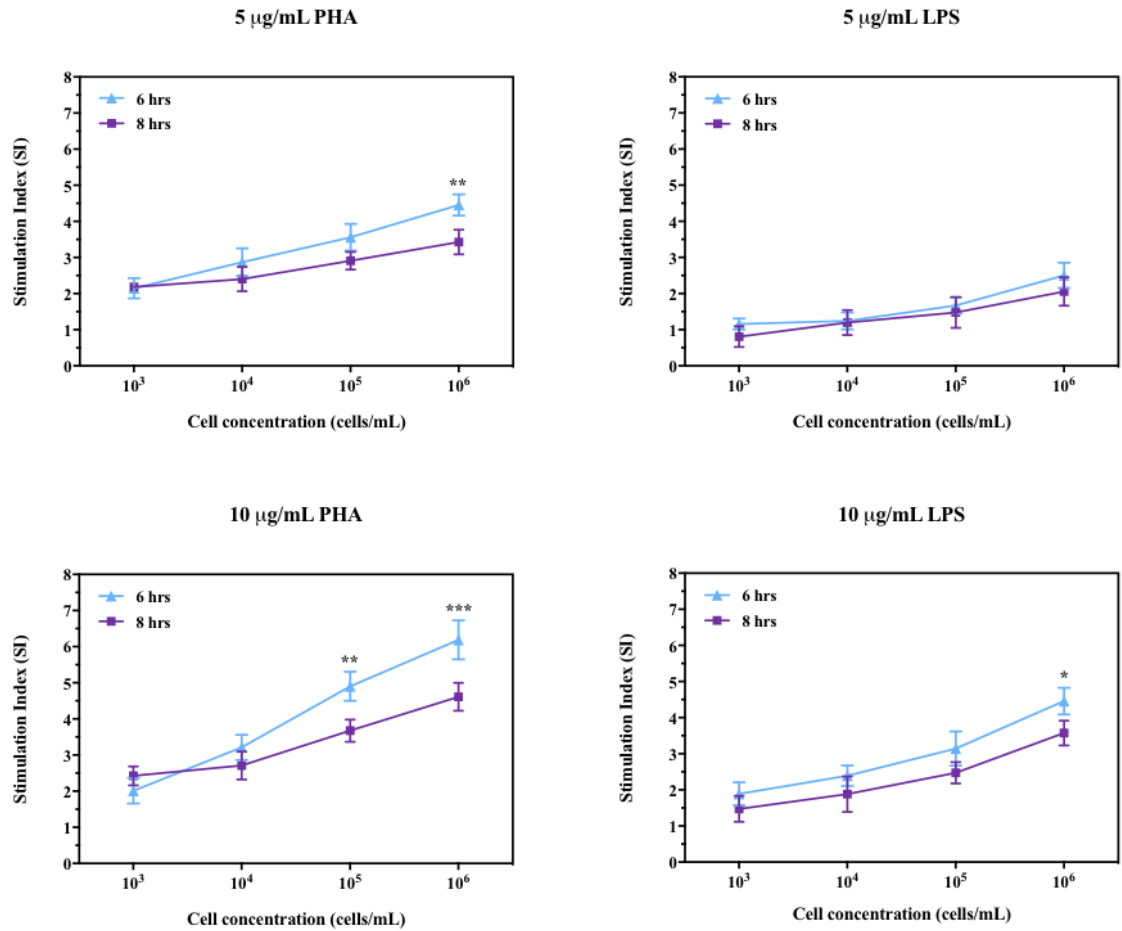 5 μg/mL PHA
8
7
6
5
4
3
2
1
0
6 hrs
8 hrs
**
Stimulation Index (SI)
10³
10⁴
10⁵
10⁶
Cell concentration (cells/mL)
5 μg/mL LPS
8
7
6
5
4
3
2
1
0
6 hrs
8 hrs
Stimulation Index (SI)
10³
10⁴
10⁵
10⁶
Cell concentration (cells/mL)
10 μg/mL PHA
8
7
6
5
4
3
2
1
0
6 hrs
8 hrs
**
***
Stimulation Index (SI)
10³
10⁴
10⁵
10⁶
Cell concentration (cells/mL)
10 μg/mL LPS
8
7
6
5
4
3
2
1
0
6 hrs
8 hrs
*
Stimulation Index (SI)
10³
10⁴
10⁵
10⁶
Cell concentration (cells/mL)